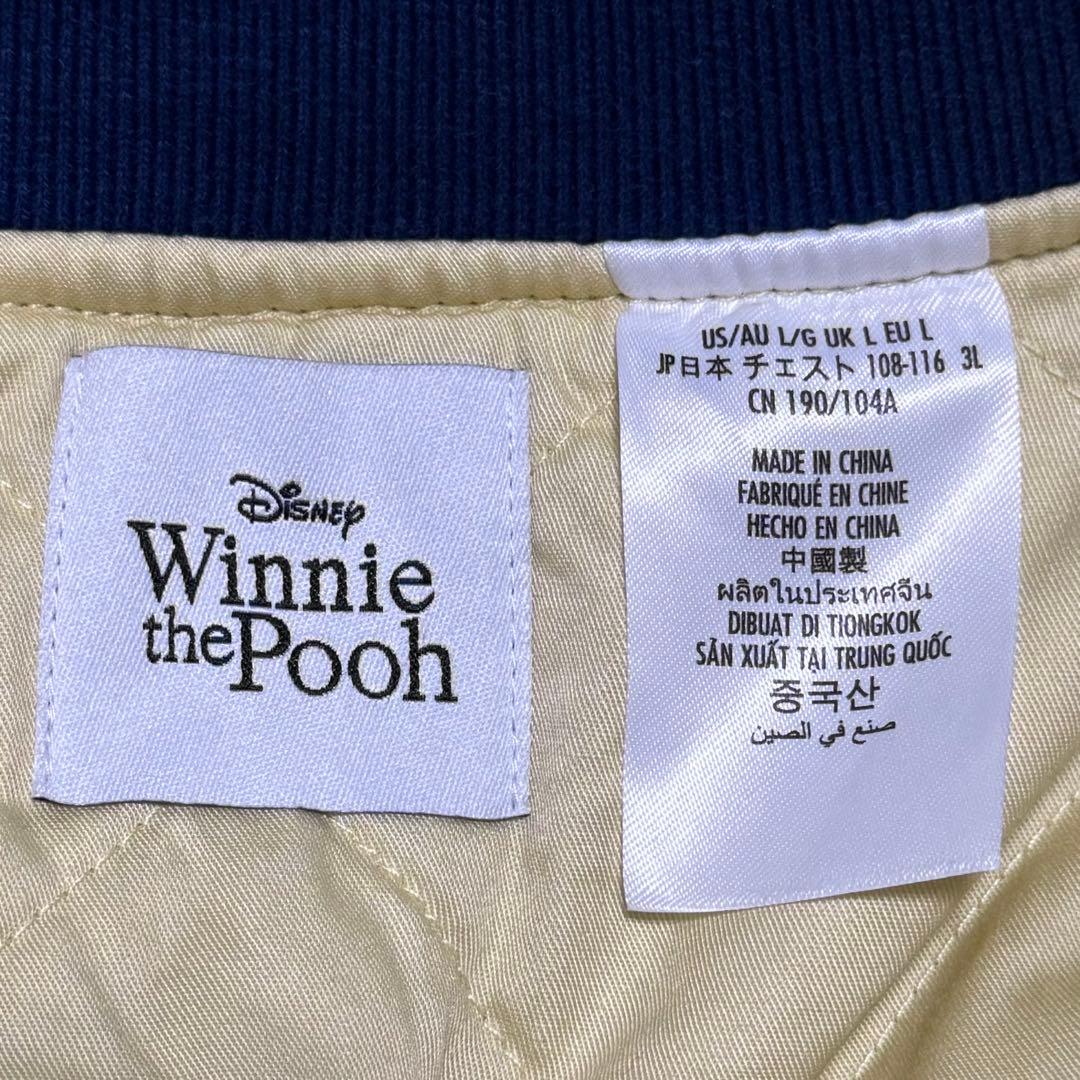 Disney
Winnie
the Pooh
US/AU L/G UK L EU L
JP日本 チェスト 108-116 3L
CN 190/104A
MADE IN CHINA
FABRIQUÉ EN CHINE
HECHO EN CHINA
中國製
ผลิตในประเทศจีน
DIBUAT DI TIONGKOK
SẢN XUẤT TẠI TRUNG QUỐC
중국산
صنع في الصين